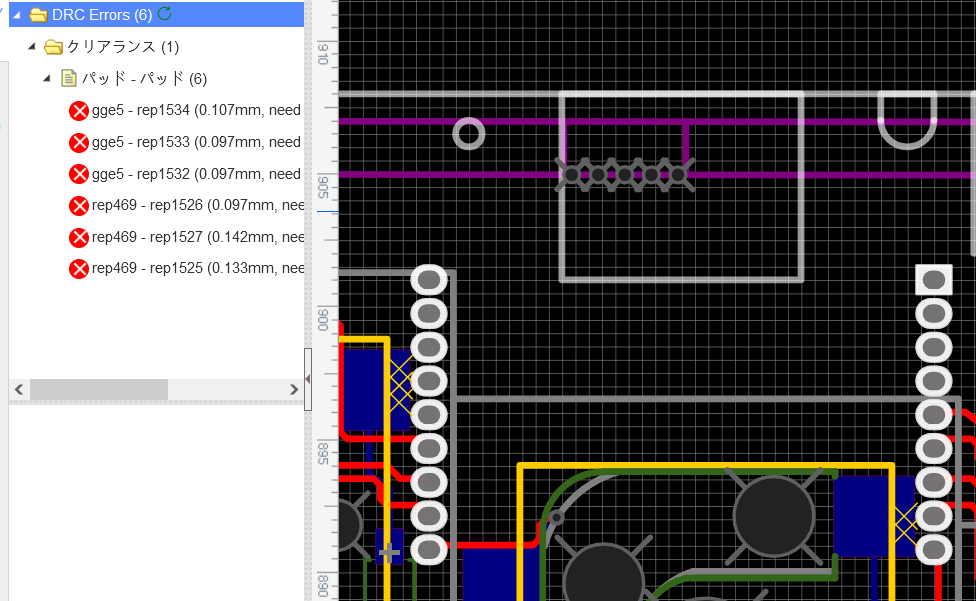 DRC Errors (6)
クリアランス (1)
パッド - パッド (6)
gge5 - rep1534 (0.107mm, need
gge5 - rep1533 (0.097mm, need
gge5 - rep1532 (0.097mm, need
rep469 - rep1526 (0.097mm, nee
rep469 - rep1527 (0.142mm, nee
rep469 - rep1525 (0.133mm, nee
910
905
900
895
890